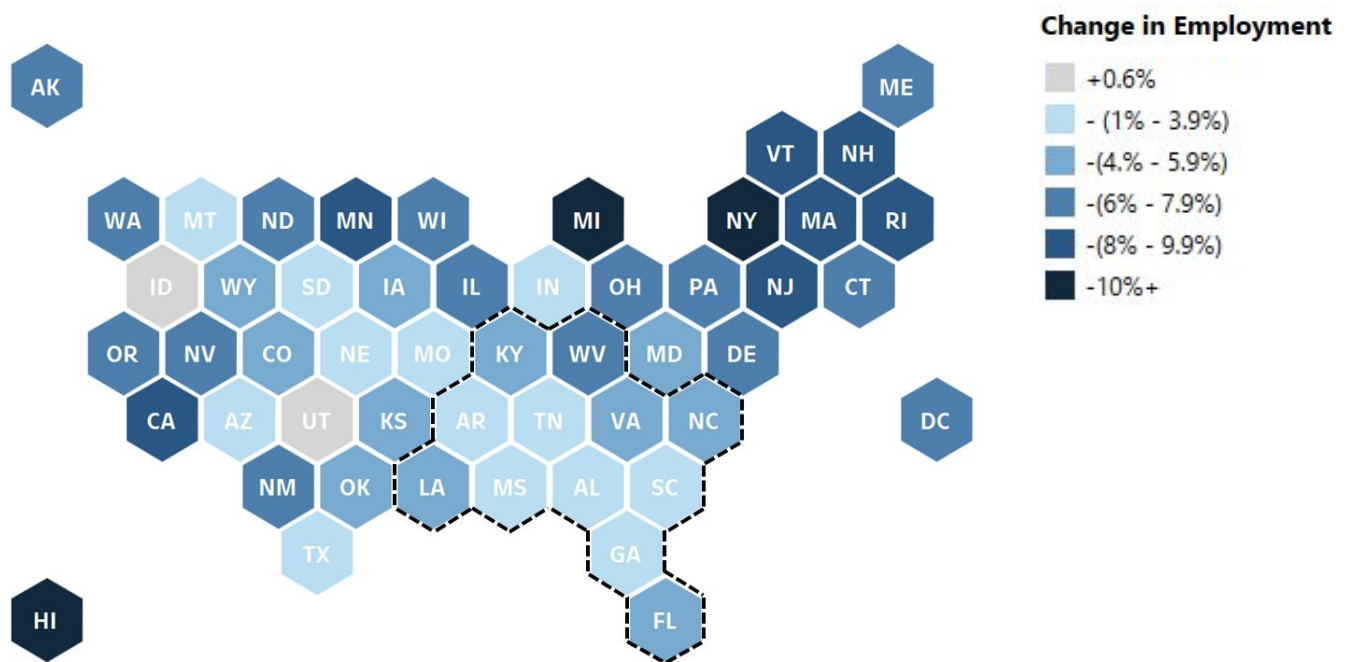 Change in Employment
+0.6%
- (1% - 3.9%)
-(4.% - 5.9%)
-(6% - 7.9%)
-(8% - 9.9%)
-10%+
AK
ME
VT NH
WA MT ND MN WI MI NY MA RI
ID WY SD IA IL IN OH PA NJ CT
OR NV CO NE MO KY WV MD DE
CA AZ UT KS AR TN VA NC DC
NM OK LA MS AL SC
TX GA
HI FL